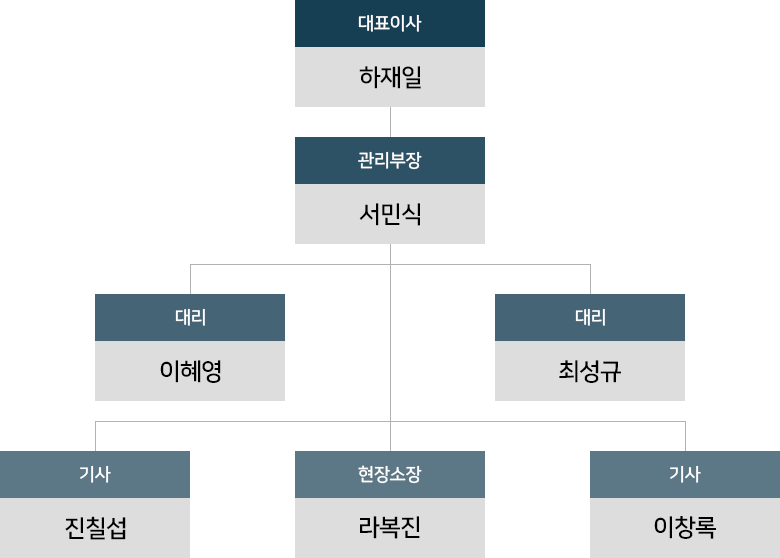 대표이사
하재일
관리부장
서민식
대리
이혜영
대리
최성규
기사
진칠섭
현장소장
라복진
기사
이창록